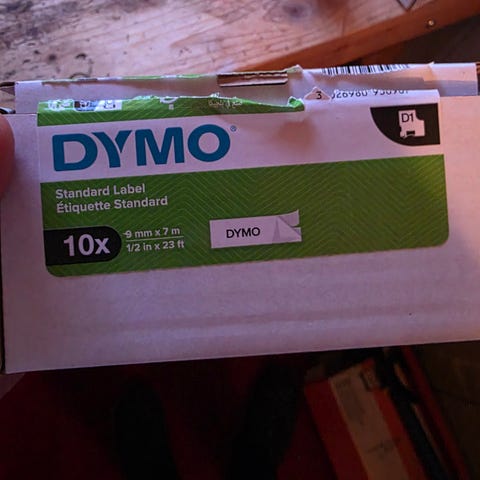 DYMO®
D1
Standard Label
Étiquette Standard
10x
9 mm x 7 m
1/2 in x 23 ft
DYMO